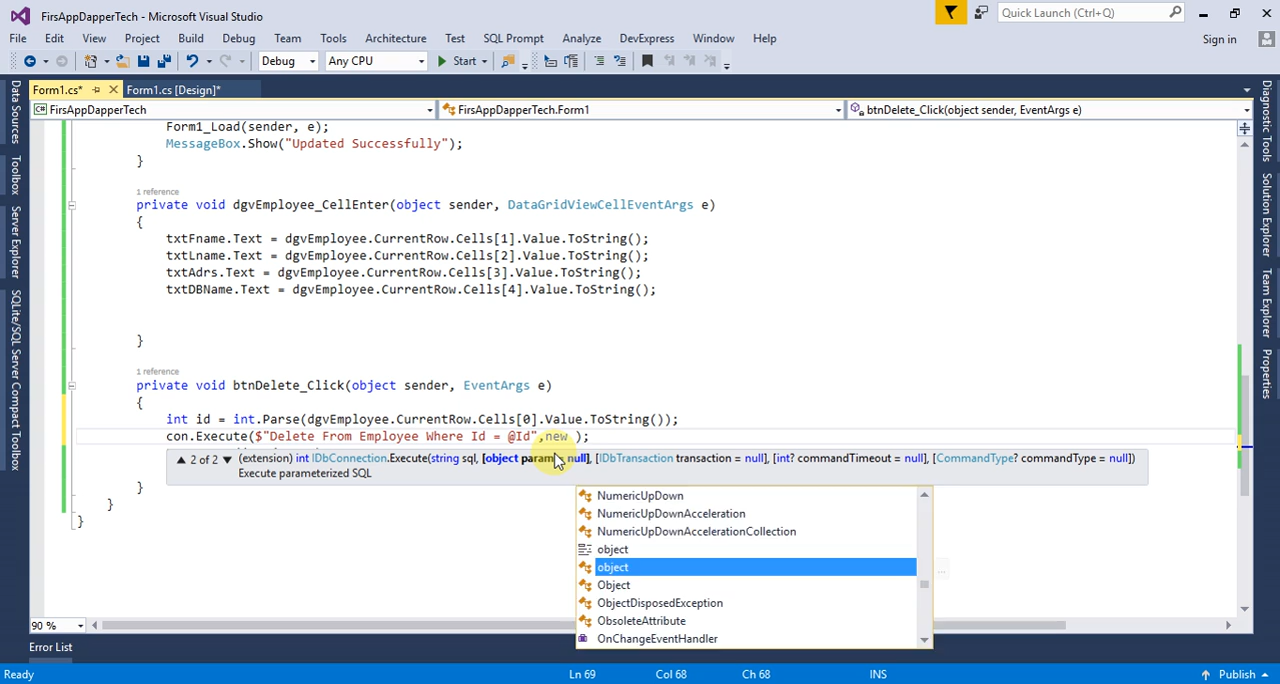 FirsAppDapperTech - Microsoft Visual Studio
Quick Launch (Ctrl+Q)
File Edit View Project Build Debug Team Tools Architecture Test SQL Prompt Analyze DevExpress Window Help
Sign in
Debug Any CPU Start
Form1.cs* Form1.cs [Design]*
FirsAppDapperTech FirsAppDapperTech.Form1 btnDelete_Click(object sender, EventArgs e)
Data Sources
Toolbox
Server Explorer
SQLite/SQL Server Compact Toolbox
Form1_Load(sender, e);
MessageBox.Show("Updated Successfully");
}
1 reference
private void dgvEmployee_CellEnter(object sender, DataGridViewCellEventArgs e)
{
txtFname.Text = dgvEmployee.CurrentRow.Cells[1].Value.ToString();
txtLname.Text = dgvEmployee.CurrentRow.Cells[2].Value.ToString();
txtAdrs.Text = dgvEmployee.CurrentRow.Cells[3].Value.ToString();
txtDBName.Text = dgvEmployee.CurrentRow.Cells[4].Value.ToString();
}
1 reference
private void btnDelete_Click(object sender, EventArgs e)
{
int id = int.Parse(dgvEmployee.CurrentRow.Cells[0].Value.ToString());
con.Execute($"Delete From Employee Where Id = @Id",new );
2 of 2 (extension) int IDbConnection.Execute(string sql, [object param = null], [IDbTransaction transaction = null], [int? commandTimeout = null], [CommandType? commandType = null])
Execute parameterized SQL
}
}
}
NumericUpDown
NumericUpDownAcceleration
NumericUpDownAccelerationCollection
object
object
Object
ObjectDisposedException
ObsoleteAttribute
OnChangeEventHandler
...
Diagnostic Tools
Solution Explorer
Team Explorer
Properties
90 %
Error List
Ready Ln 69 Col 68 Ch 68 INS Publish